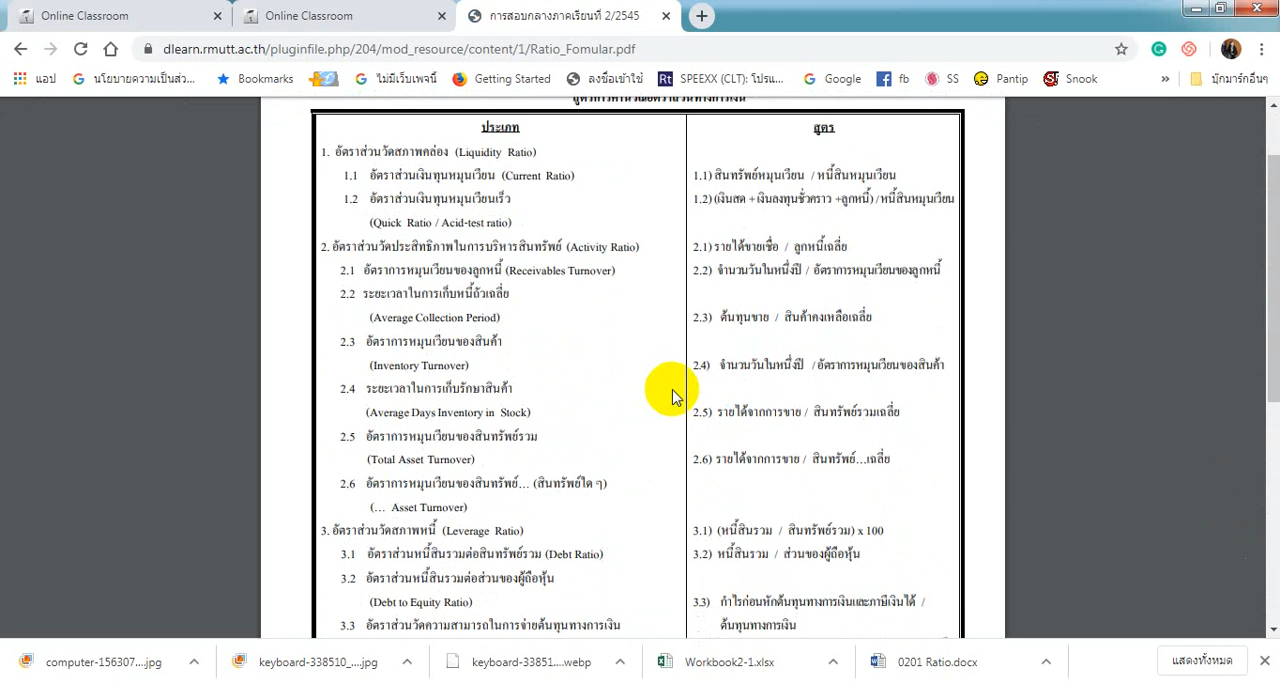 Online Classroom
Online Classroom
การสอบกลางภาคเรียนที่ 2/2545
dlearn.rmutt.ac.th/pluginfile.php/204/mod_resource/content/1/Ratio_Fomular.pdf
แอป นโยบายความเป็นส่ว... Bookmarks ไม่มีเว็บเพจนี้ Getting Started ลงชื่อเข้าใช้ SPEEXX (CLT): โปรแ... Google fb SS Pantip Snook » บุ๊กมาร์กอื่นๆ
สูตรการคำนวณอัตราส่วนทางการเงิน
ประเภท สูตร
1. อัตราส่วนวัดสภาพคล่อง (Liquidity Ratio)
1.1 อัตราส่วนเงินทุนหมุนเวียน (Current Ratio) 1.1) สินทรัพย์หมุนเวียน / หนี้สินหมุนเวียน
1.2 อัตราส่วนเงินทุนหมุนเวียนเร็ว 1.2) (เงินสด + เงินลงทุนชั่วคราว +ลูกหนี้) / หนี้สินหมุนเวียน
(Quick Ratio / Acid-test ratio)
2. อัตราส่วนวัดประสิทธิภาพในการบริหารสินทรัพย์ (Activity Ratio) 2.1) รายได้ขายเชื่อ / ลูกหนี้เฉลี่ย
2.1 อัตราการหมุนเวียนของลูกหนี้ (Receivables Turnover) 2.2) จำนวนวันในหนึ่งปี / อัตราการหมุนเวียนของลูกหนี้
2.2 ระยะเวลาในการเก็บหนี้ถัวเฉลี่ย
(Average Collection Period) 2.3) ต้นทุนขาย / สินค้าคงเหลือเฉลี่ย
2.3 อัตราการหมุนเวียนของสินค้า
(Inventory Turnover) 2.4) จำนวนวันในหนึ่งปี / อัตราการหมุนเวียนของสินค้า
2.4 ระยะเวลาในการเก็บรักษาสินค้า
(Average Days Inventory in Stock) 2.5) รายได้จากการขาย / สินทรัพย์รวมเฉลี่ย
2.5 อัตราการหมุนเวียนของสินทรัพย์รวม
(Total Asset Turnover) 2.6) รายได้จากการขาย / สินทรัพย์...เฉลี่ย
2.6 อัตราการหมุนเวียนของสินทรัพย์... (สินทรัพย์ใด ๆ)
(... Asset Turnover)
3. อัตราส่วนวัดสภาพหนี้ (Leverage Ratio) 3.1) (หนี้สินรวม / สินทรัพย์รวม) x 100
3.1 อัตราส่วนหนี้สินรวมต่อสินทรัพย์รวม (Debt Ratio) 3.2) หนี้สินรวม / ส่วนของผู้ถือหุ้น
3.2 อัตราส่วนหนี้สินรวมต่อส่วนของผู้ถือหุ้น
(Debt to Equity Ratio) 3.3) กำไรก่อนหักต้นทุนทางการเงินและภาษีเงินได้ /
3.3 อัตราส่วนวัดความสามารถในการจ่ายต้นทุนทางการเงิน ต้นทุนทางการเงิน
computer-156307...jpg keyboard-338510_...jpg keyboard-33851....webp Workbook2-1.xlsx 0201 Ratio.docx แสดงทั้งหมด